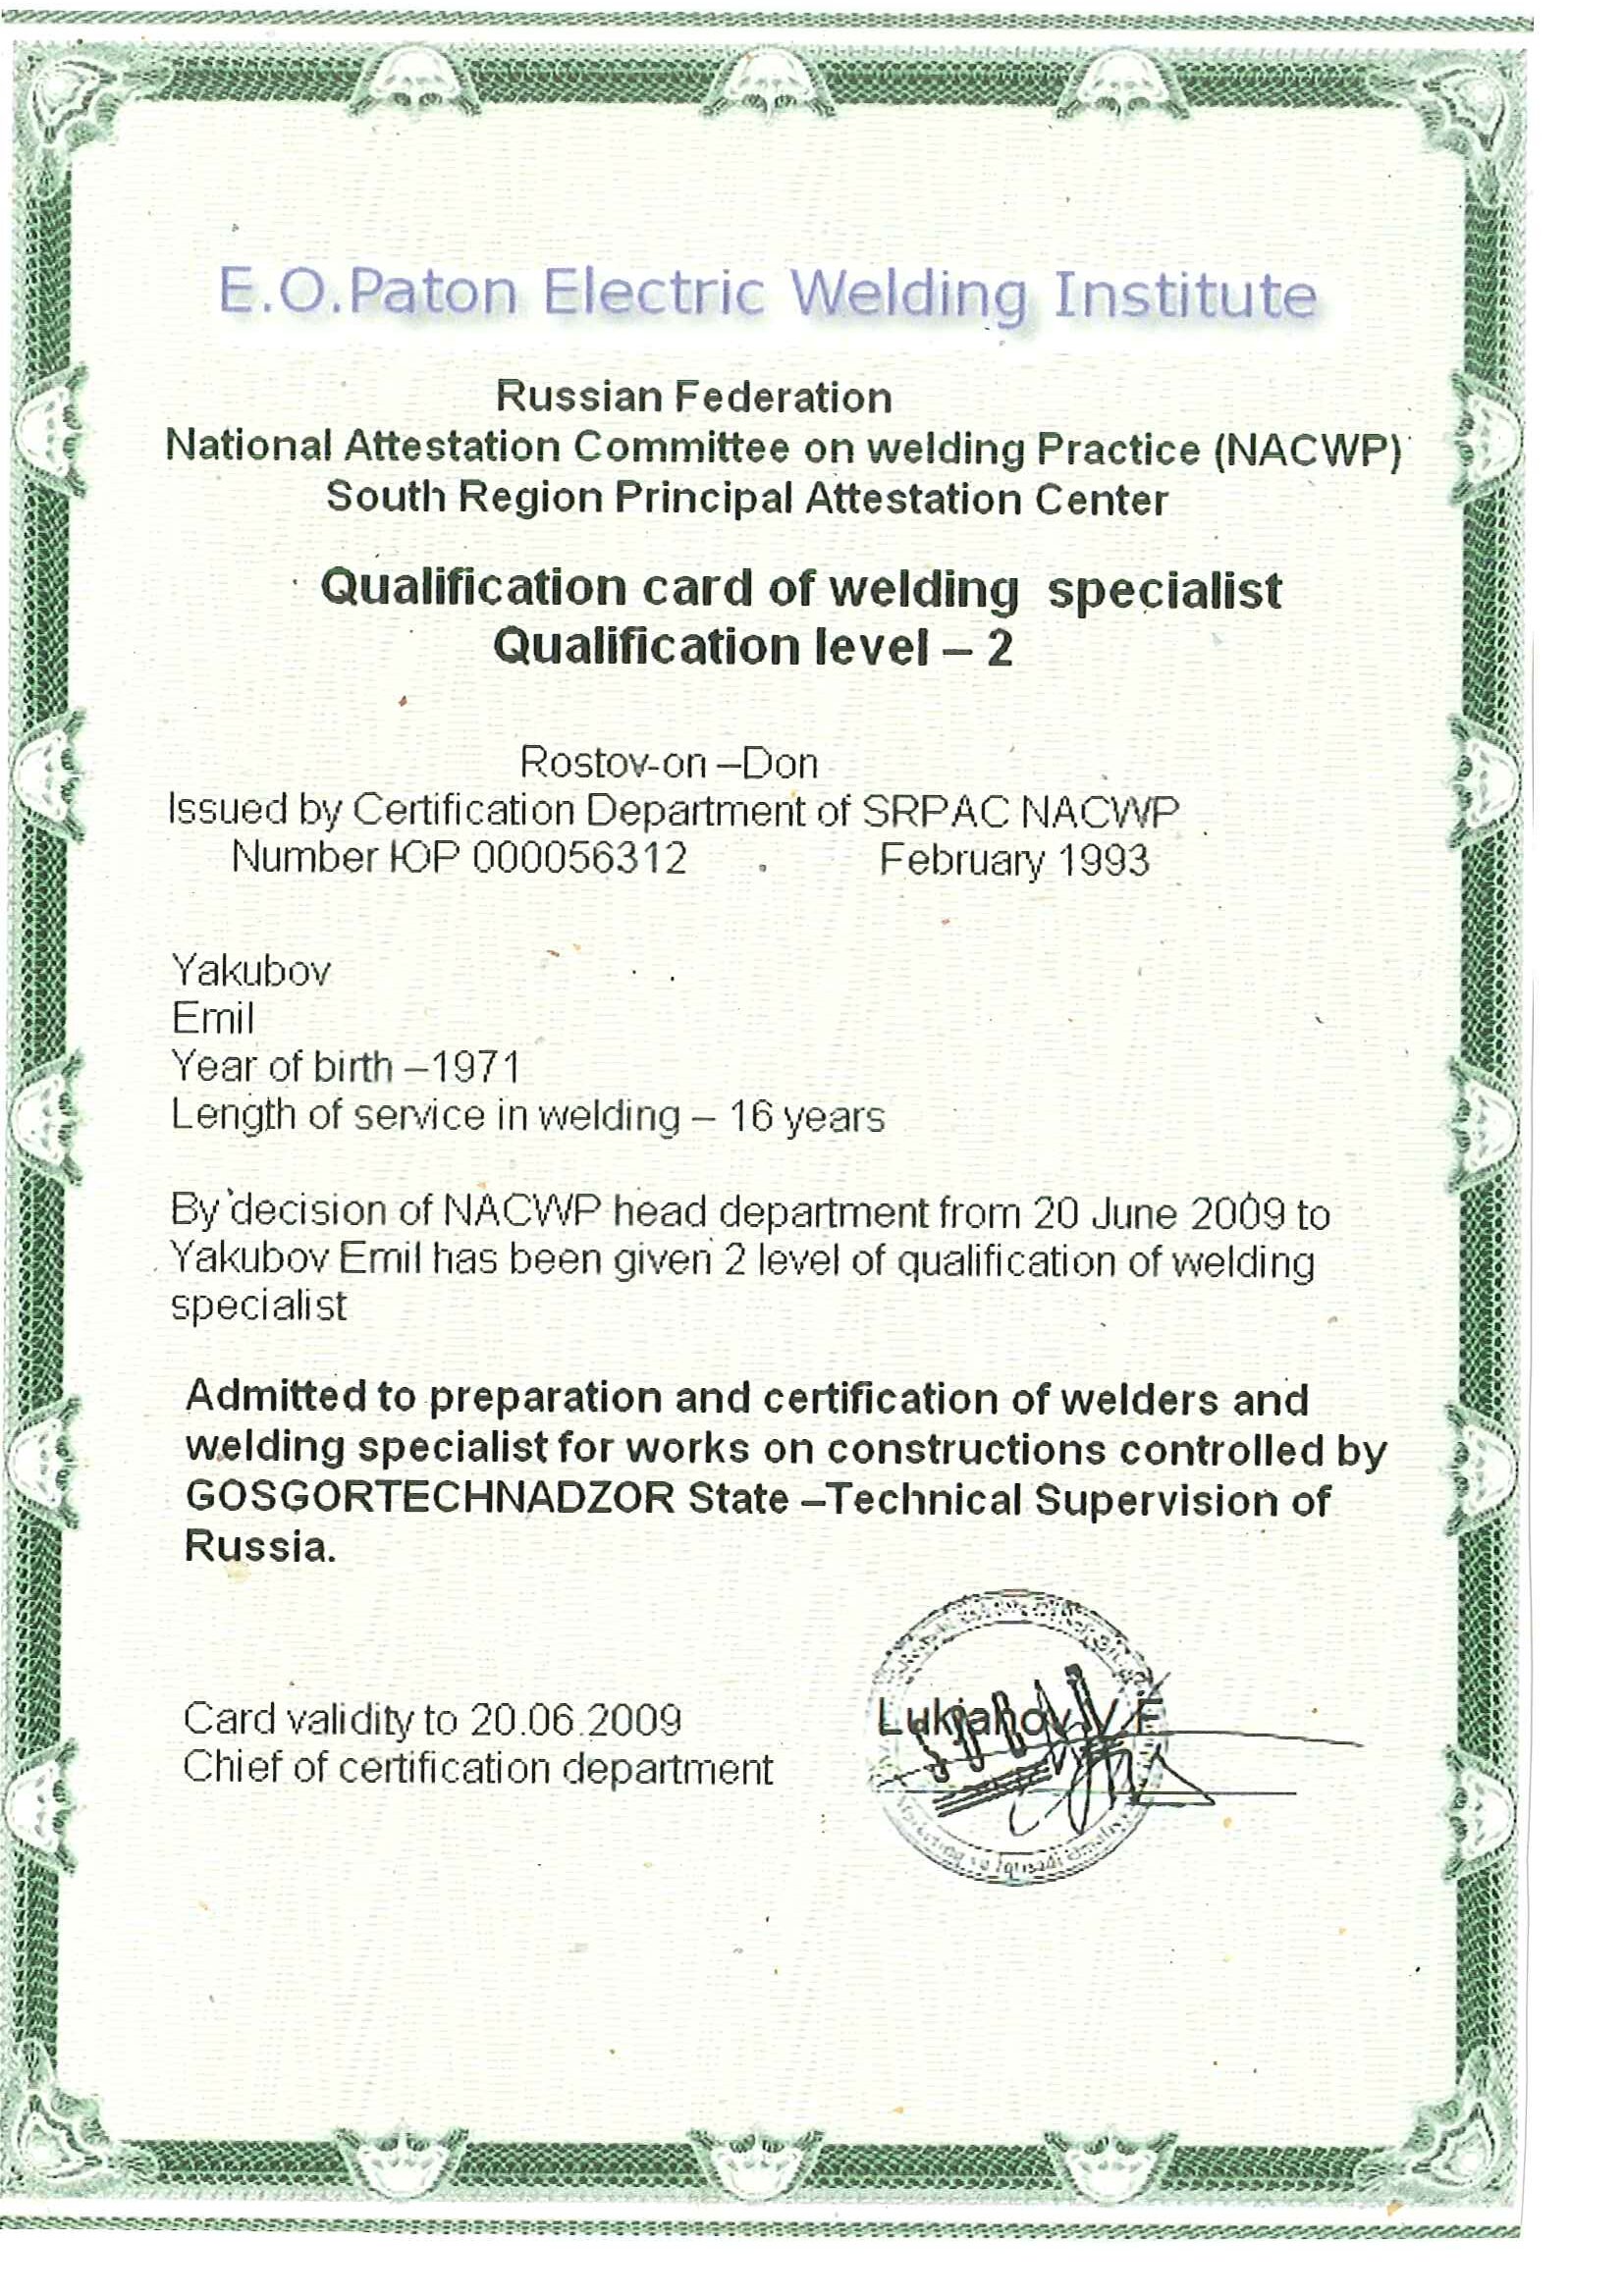 E.O.Paton Electric Welding Institute
Russian Federation
National Attestation Committee on welding Practice (NACWP)
South Region Principal Attestation Center
Qualification card of welding specialist
Qualification level – 2
Rostov-on –Don
Issued by Certification Department of SRPAC NACWP
Number ЮР 000056312 February 1993
Yakubov
Emil
Year of birth –1971
Length of service in welding – 16 years
By decision of NACWP head department from 20 June 2009 to
Yakubov Emil has been given 2 level of qualification of welding
specialist
Admitted to preparation and certification of welders and
welding specialist for works on constructions controlled by
GOSGORTECHNADZOR State –Technical Supervision of
Russia.
Card validity to 20.06.2009 Lukjanov V.F
Chief of certification department
Marketing və İqtisadi